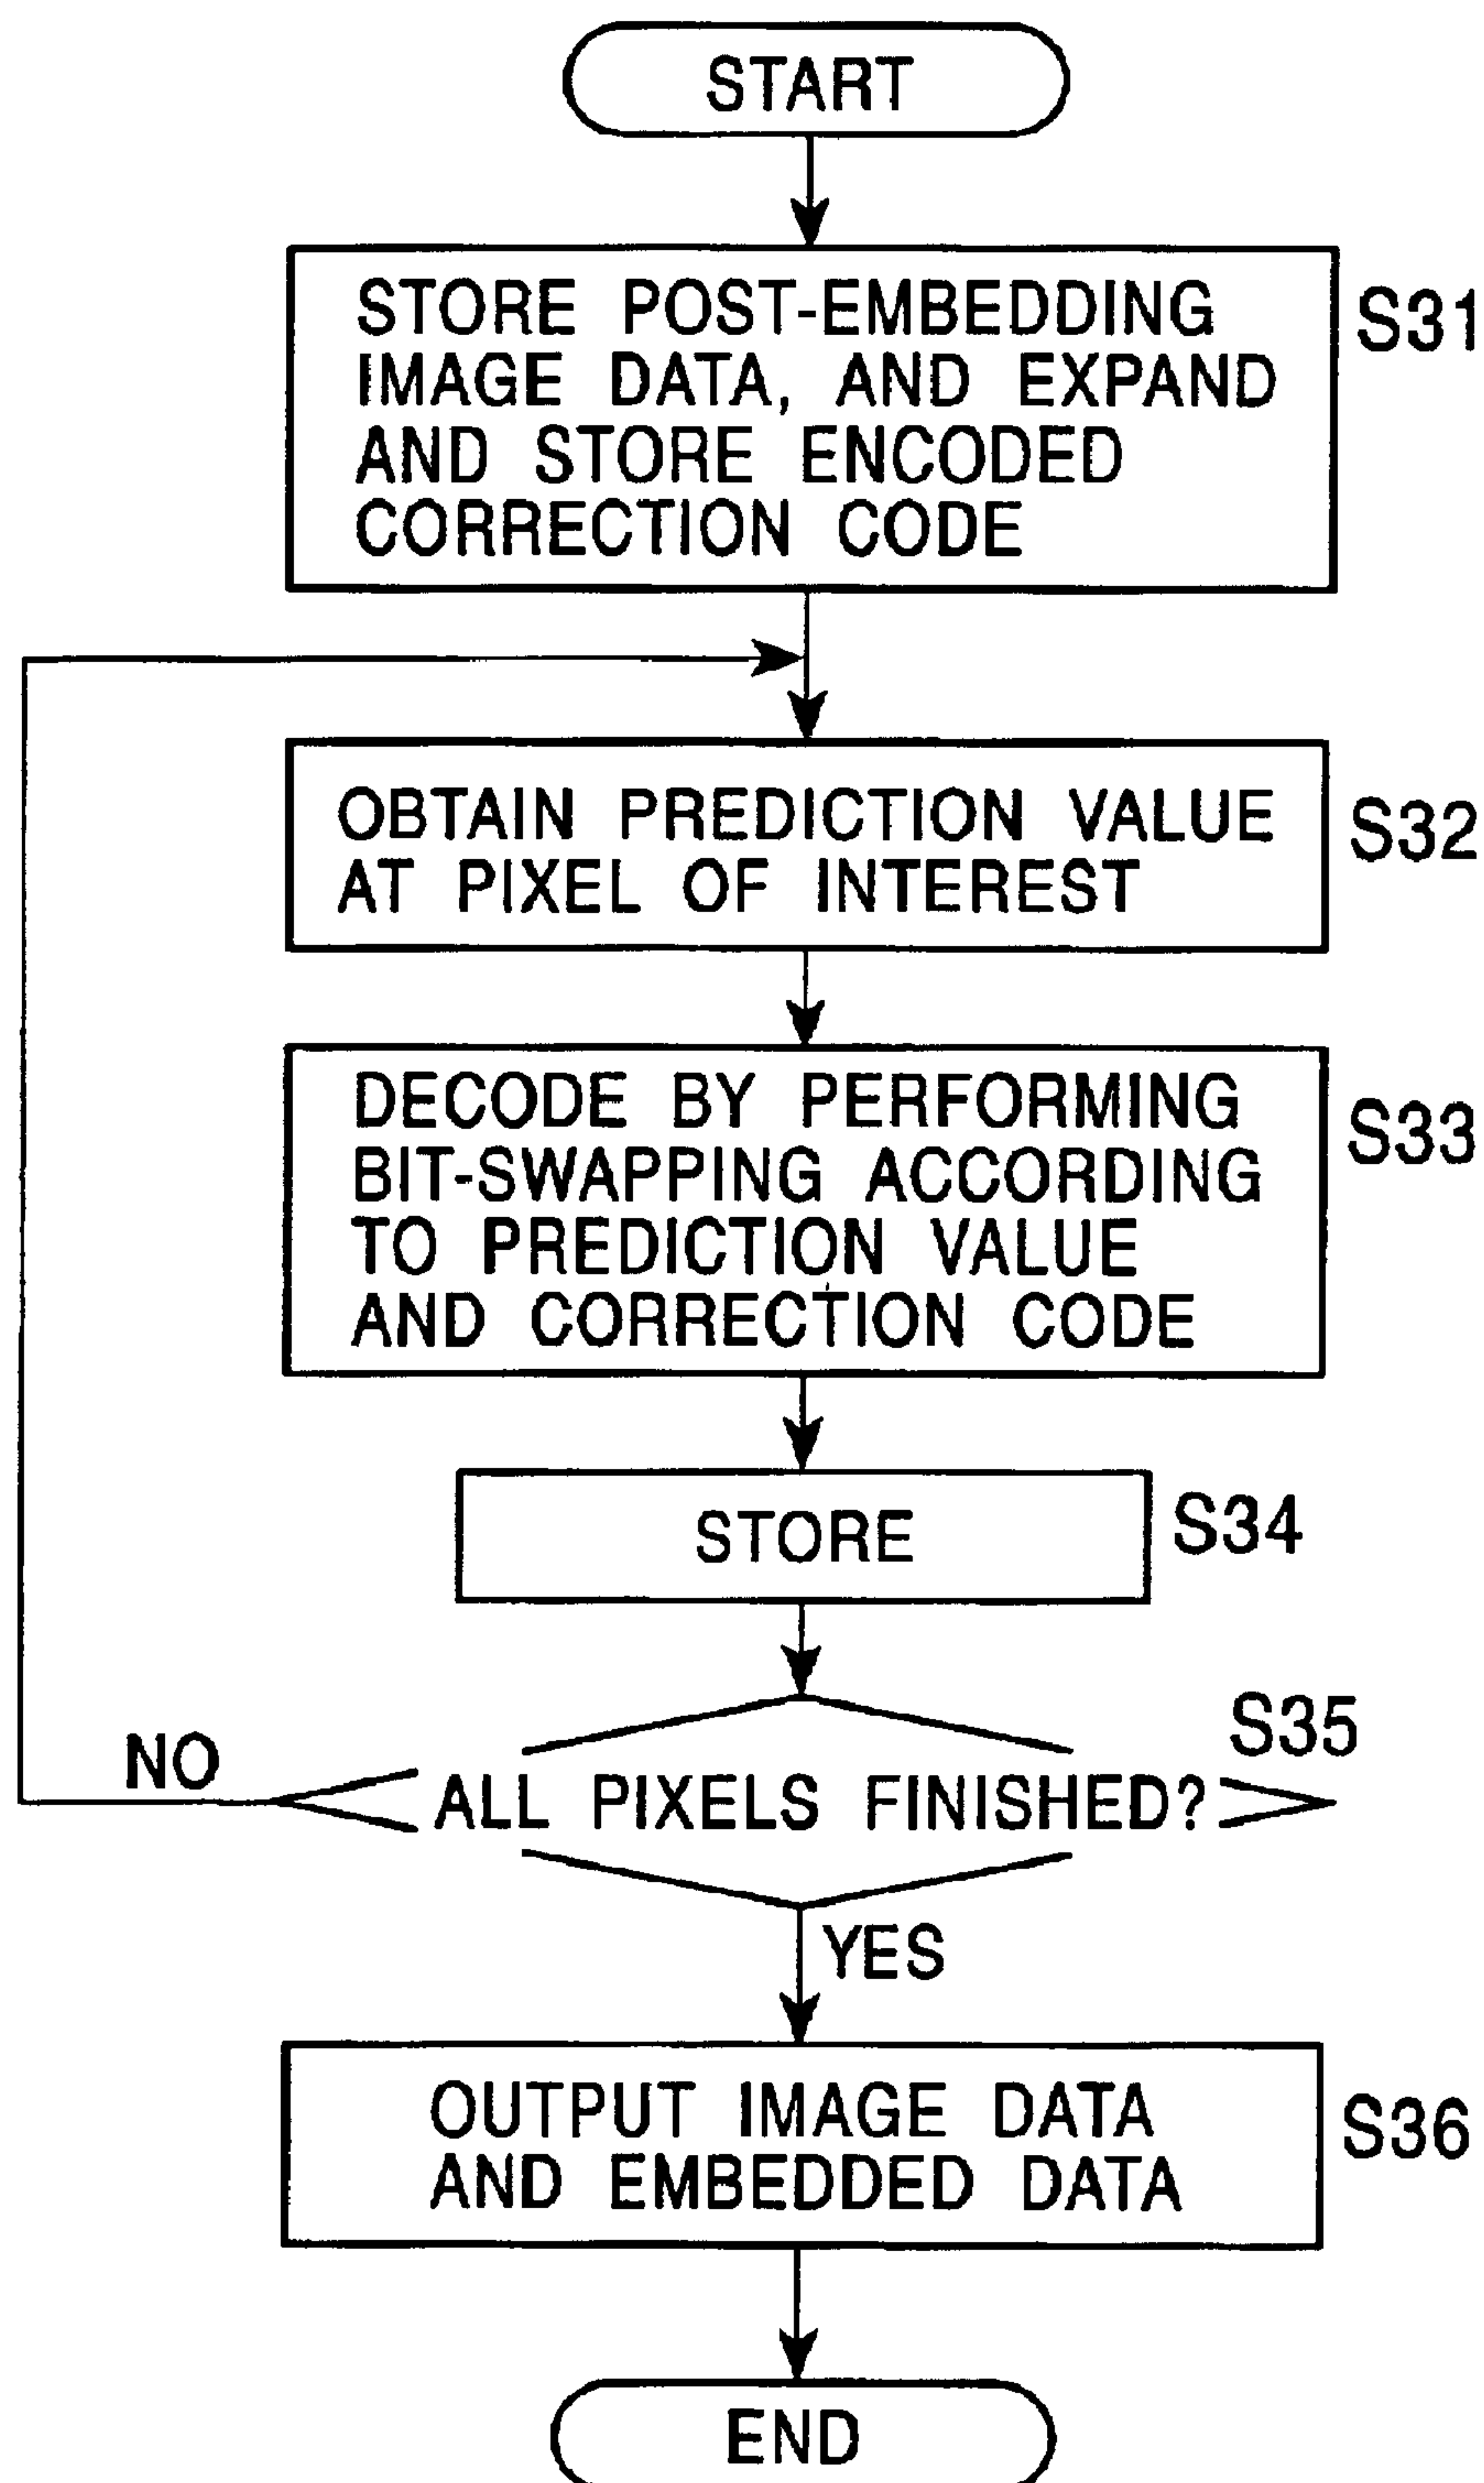 START
STORE POST-EMBEDDING
IMAGE DATA, AND EXPAND
AND STORE ENCODED
CORRECTION CODE
S31
OBTAIN PREDICTION VALUE
AT PIXEL OF INTEREST
S32
DECODE BY PERFORMING
BIT-SWAPPING ACCORDING
TO PREDICTION VALUE
AND CORRECTION CODE
S33
STORE
S34
S35
NO
ALL PIXELS FINISHED?
YES
OUTPUT IMAGE DATA
AND EMBEDDED DATA
S36
END